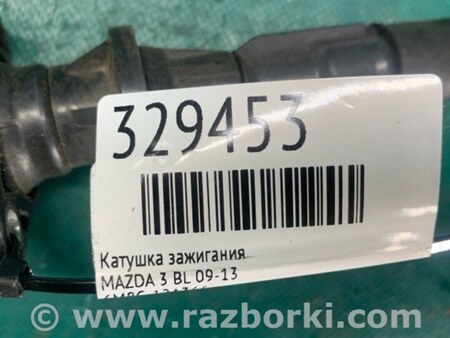 329453
Катушка зажигания
MAZDA 3 BL 09-13
www.razborki.com